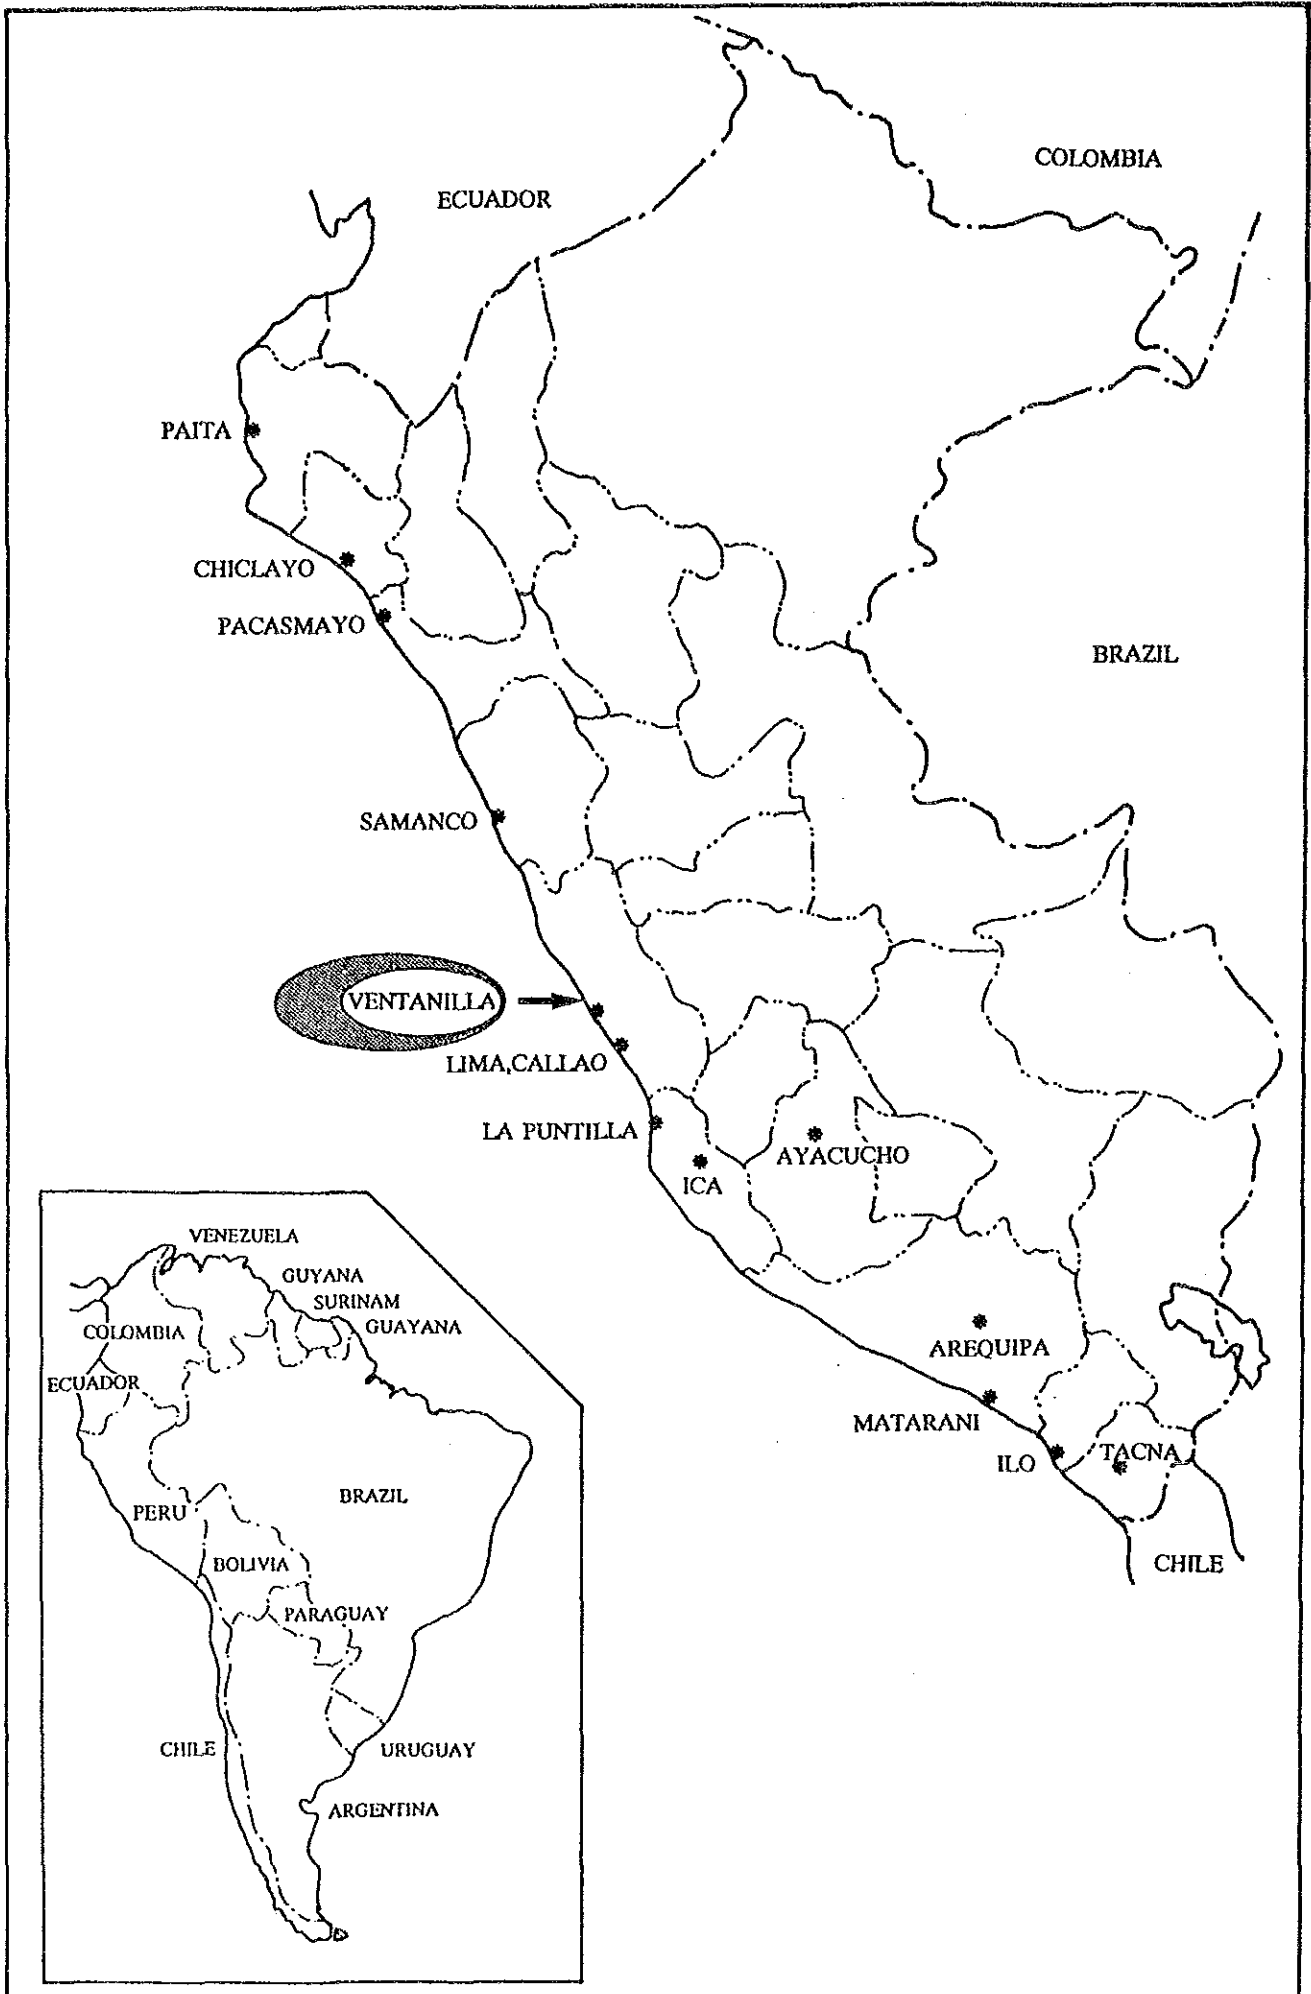 COLOMBIA
ECUADOR
PAITA
CHICLAYO
PACASMAYO
BRAZIL
SAMANCO
VENTANILLA
LIMA,CALLAO
LA PUNTILLA
AYACUCHO
ICA
AREQUIPA
MATARANI
ILO
TACNA
CHILE
VENEZUELA
GUYANA
SURINAM
GUAYANA
COLOMBIA
ECUADOR
BRAZIL
PERU
BOLIVIA
PARAGUAY
CHILE
URUGUAY
ARGENTINA